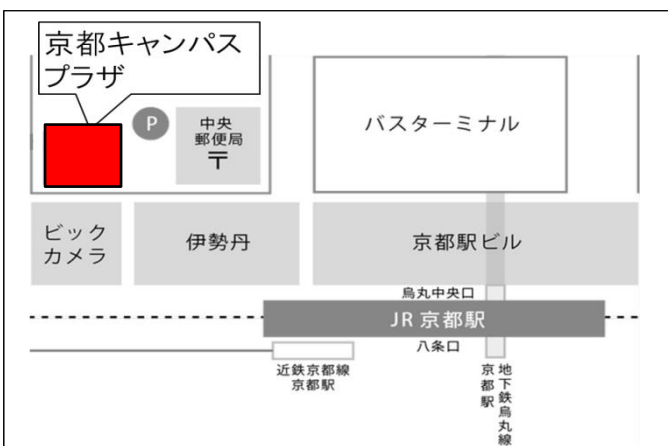 京都キャンパス
プラザ
P
中央
郵便局
〒
バスターミナル
ビック
カメラ
伊勢丹
京都駅ビル
烏丸中央口
JR 京都駅
八条口
近鉄京都線
京都駅
地下鉄烏丸線
京都駅